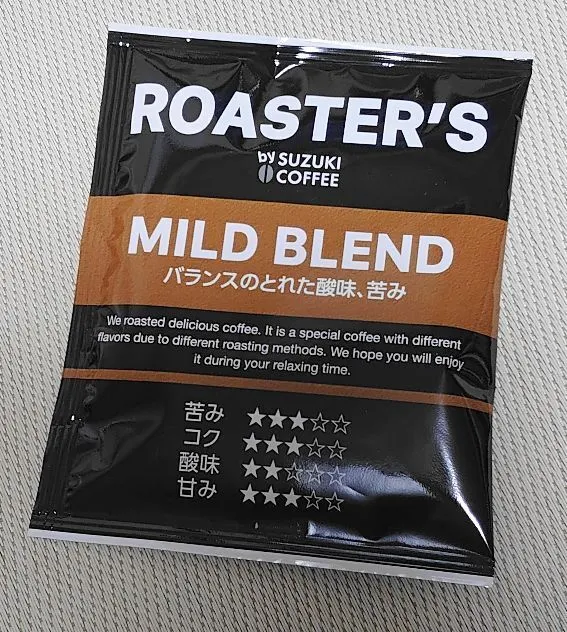 ROASTER'S
by SUZUKI
COFFEE
MILD BLEND
バランスのとれた酸味、苦み
We roasted delicious coffee. It is a special coffee with different
flavors due to different roasting methods. We hope you will enjoy
it during your relaxing time.
苦み ★★★☆☆
コク ★★★☆☆
酸味 ★★☆☆☆
甘み ★★★☆☆